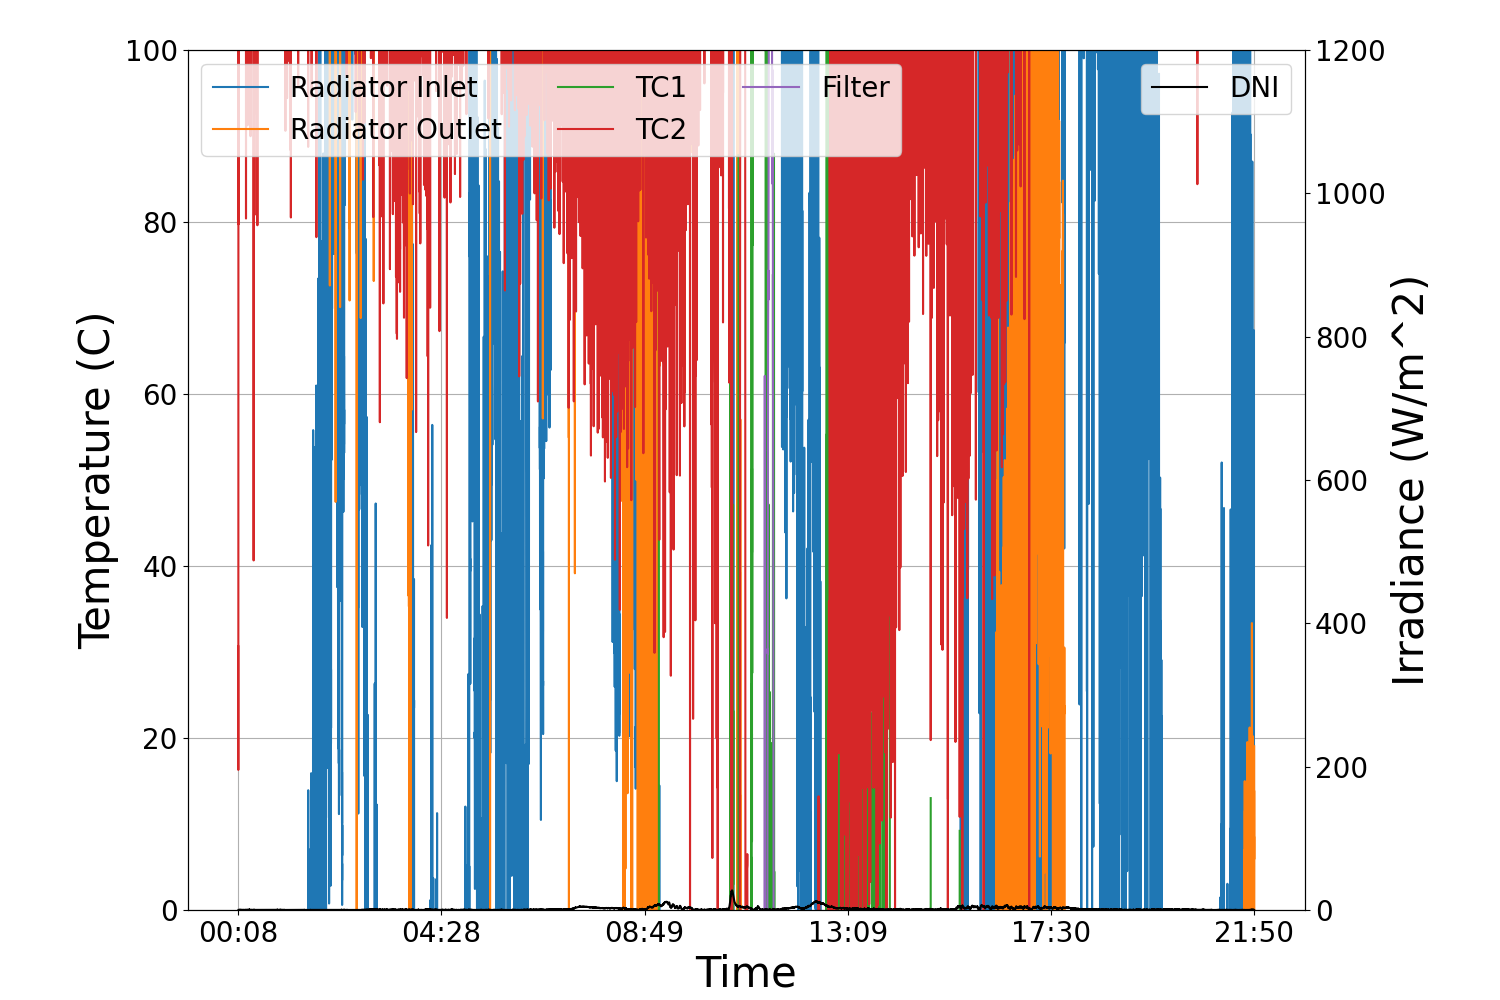 100
80
60
40
20
0
Temperature (C)
Radiator Inlet
Radiator Outlet
TC1
TC2
Filter
DNI
1200
1000
800
600
400
200
0
Irradiance (W/m^2)
00:08
04:28
08:49
13:09
17:30
21:50
Time